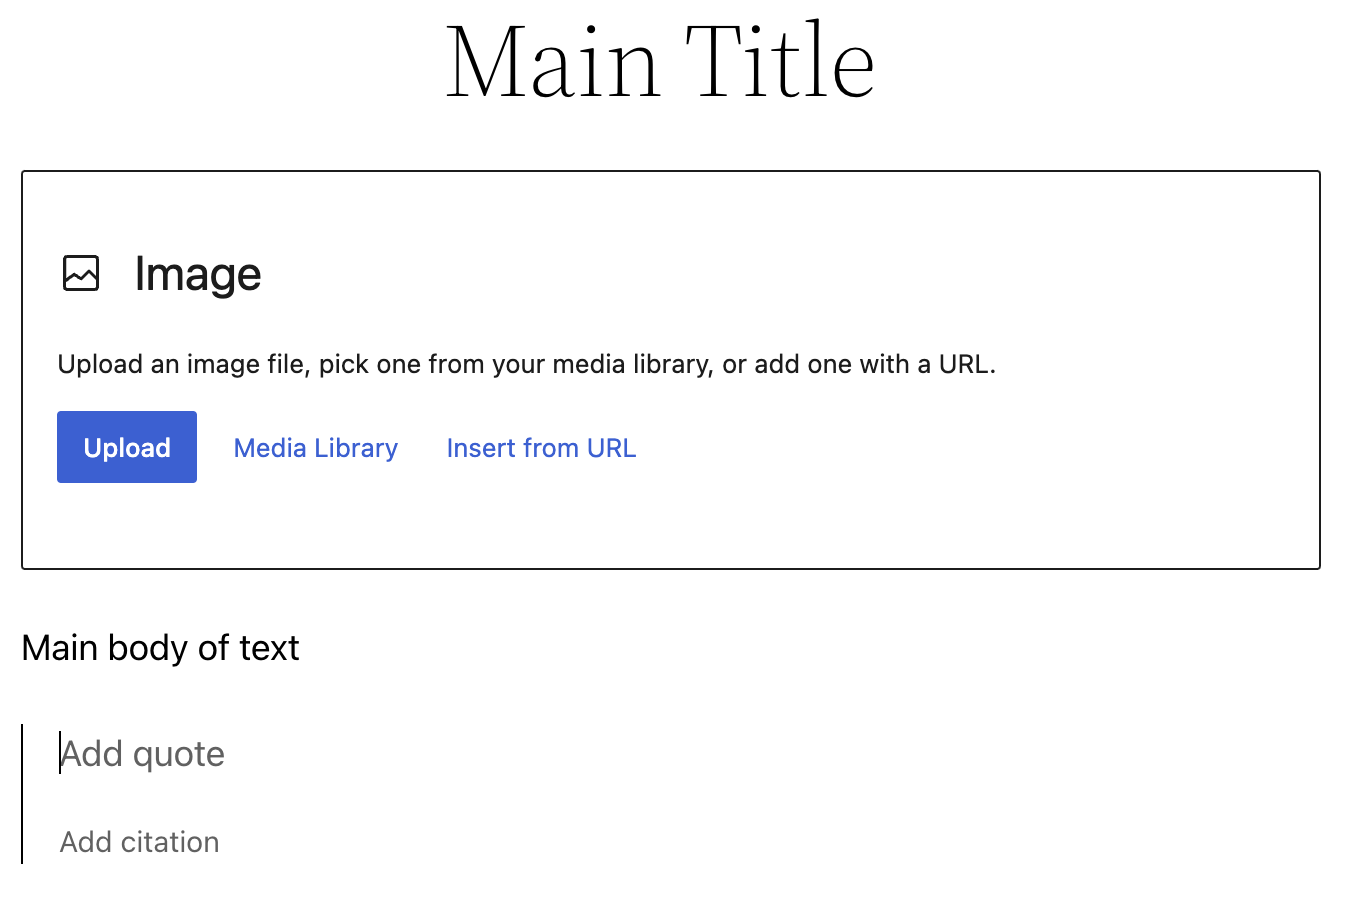 Main Title
Image
Upload an image file, pick one from your media library, or add one with a URL.
Upload Media Library Insert from URL
Main body of text
Add quote
Add citation